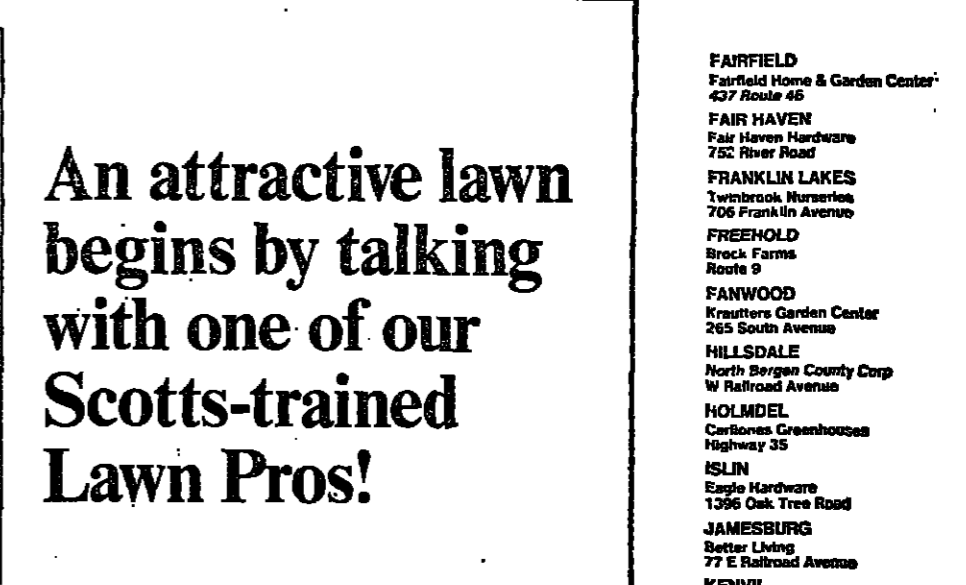 An attractive lawn
begins by talking
with one of our
Scotts-trained
Lawn Pros!
FAIRFIELD
Fairfield Home & Garden Center
437 Route 46
FAIR HAVEN
Fair Haven Hardware
752 River Road
FRANKLIN LAKES
Twinbrook Nurseries
706 Franklin Avenue
FREEHOLD
Brock Farms
Route 9
FANWOOD
Krautters Garden Center
265 South Avenue
HILLSDALE
North Bergen County Corp
W Railroad Avenue
HOLMDEL
Greenhouses
Highway 35
ISLIN
Eagle Hardware
1396 Oak Tree Road
JAMESBURG
Better Living
77 E Railroad Avenue
KENVIL